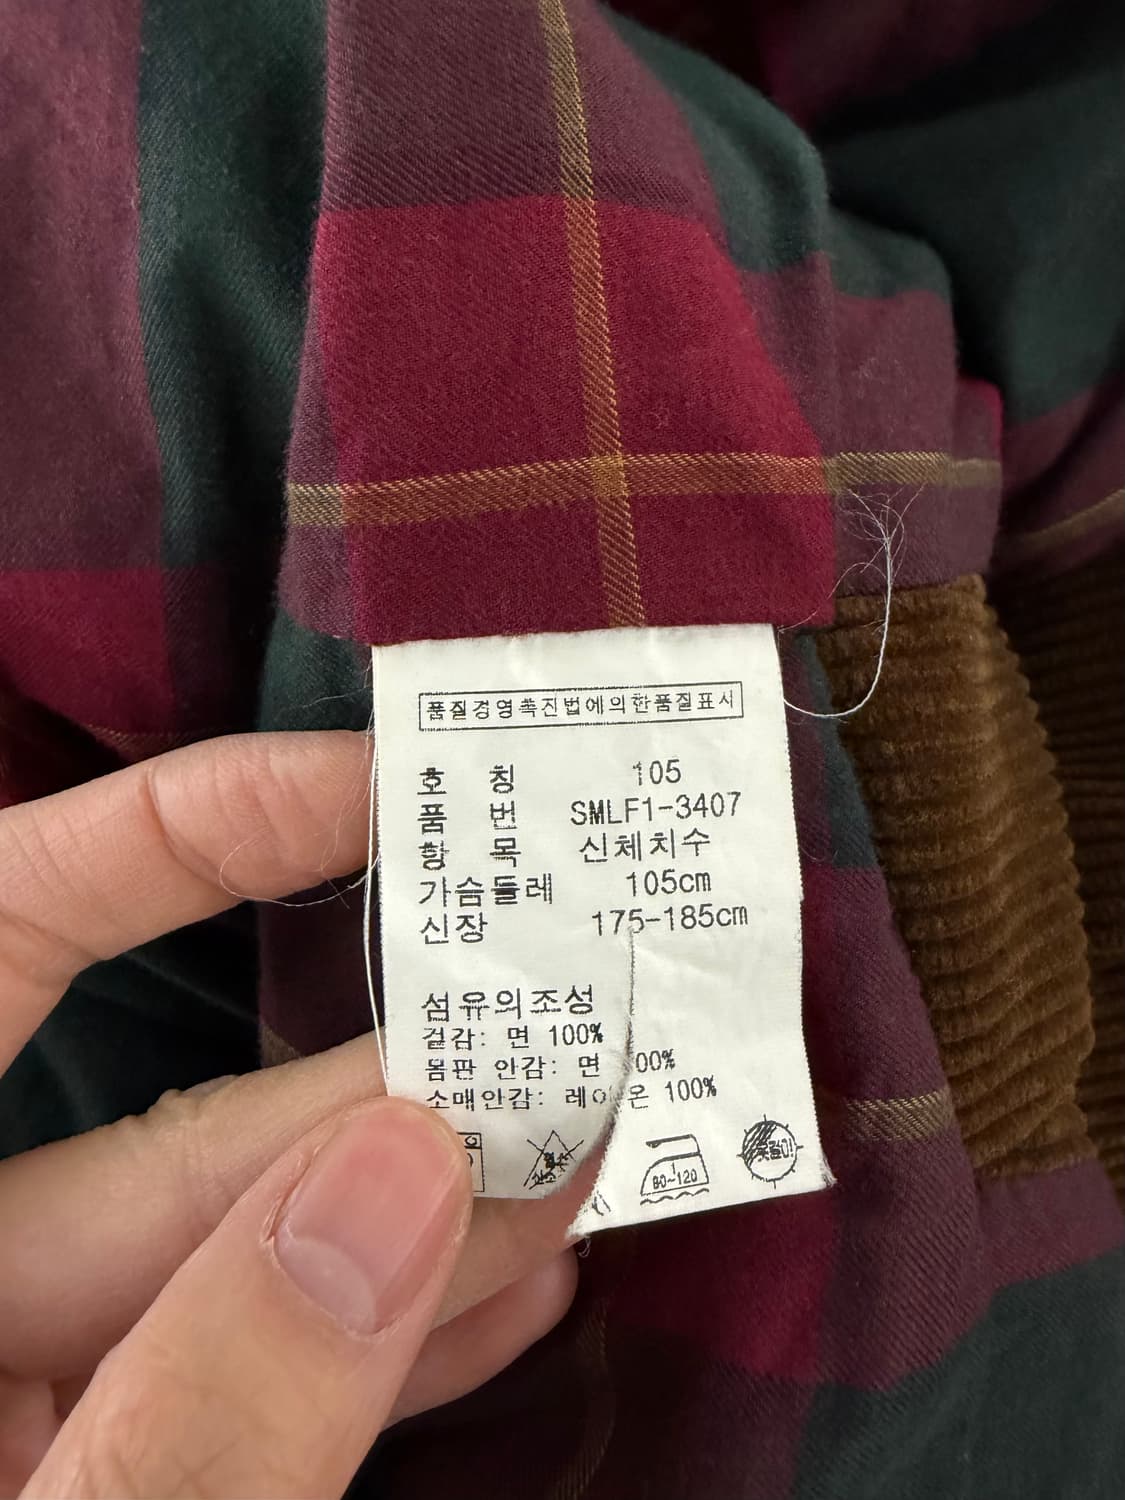 품질경영촉진법에의한품질표시
호 칭 105
품 번 SMLF1-3407
항 목 신체치수
가슴둘레 105cm
신장 175-185cm
섬유의조성
겉감: 면 100%
몸판 안감: 면 00%
소매안감: 레이온 100%
80~120